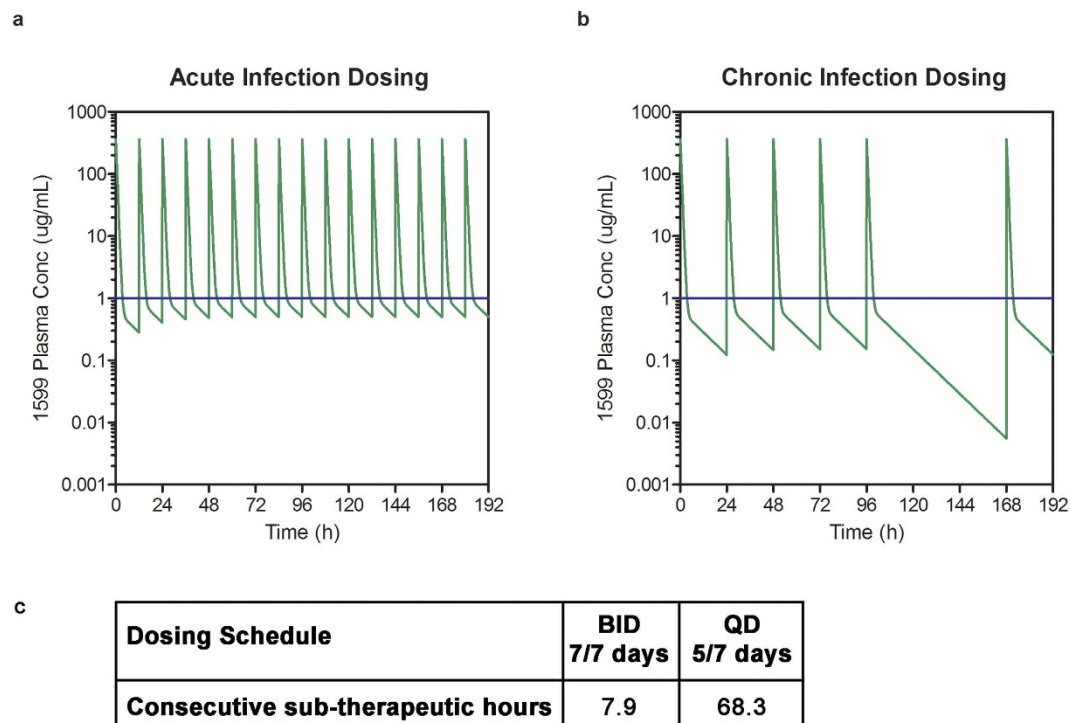 a
b
Acute Infection Dosing
Chronic Infection Dosing
1599 Plasma Conc (ug/mL)
1000
100
10
1
0.1
0.01
0.001
0 24 48 72 96 120 144 168 192
Time (h)
1599 Plasma Conc (ug/mL)
1000
100
10
1
0.1
0.01
0.001
0 24 48 72 96 120 144 168 192
Time (h)
c
Dosing Schedule
BID
7/7 days
QD
5/7 days
Consecutive sub-therapeutic hours 7.9 68.3